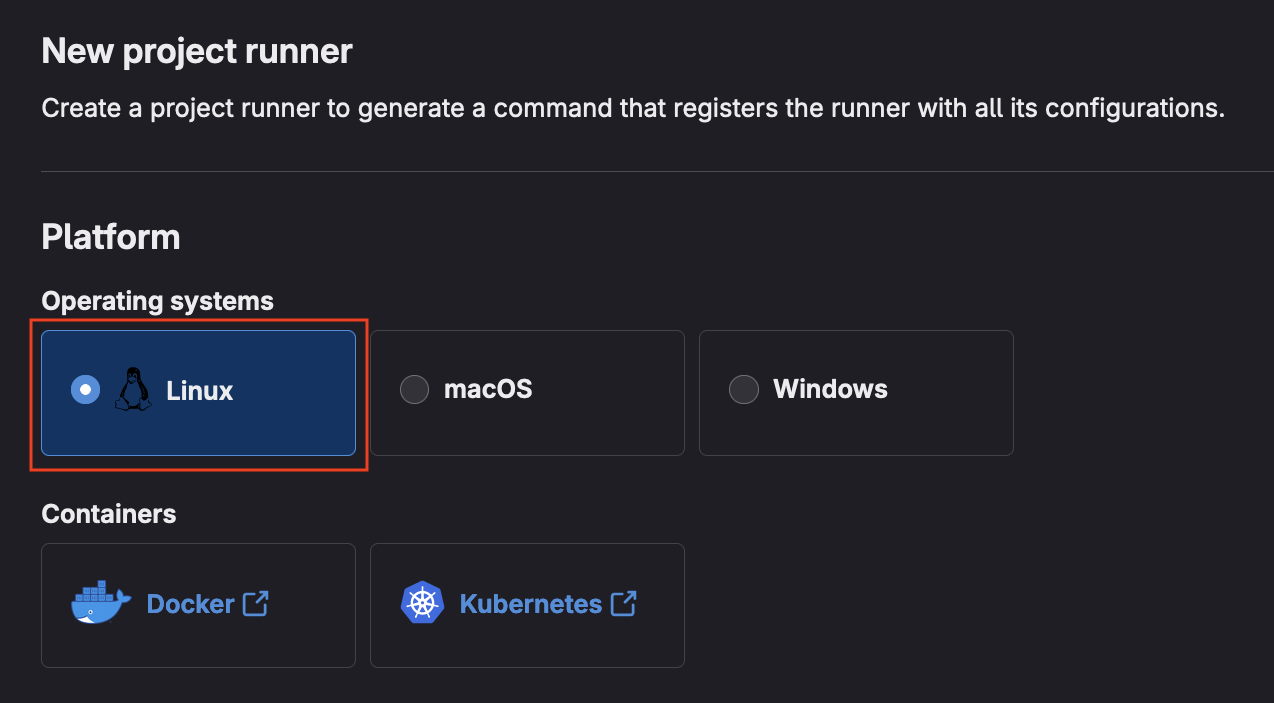 New project runner
Create a project runner to generate a command that registers the runner with all its configurations.
Platform
Operating systems
Linux
macOS
Windows
Containers
Docker
Kubernetes